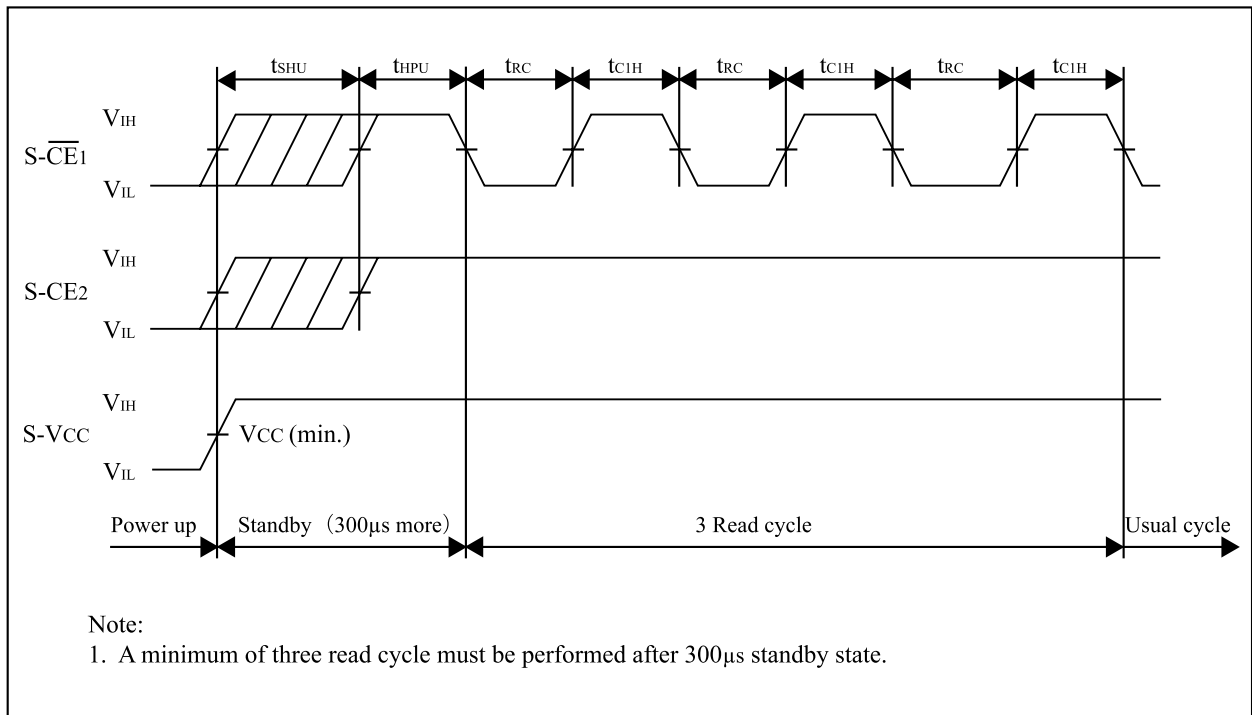 tSHU tHPU tRC tC1H tRC tC1H tRC tC1H
VIH
S-CE1
VIL
VIH
S-CE2
VIL
VIH
S-VCC VCC (min.)
VIL
Power up Standby（300μs more） 3 Read cycle Usual cycle
Note:
1. A minimum of three read cycle must be performed after 300μs standby state.